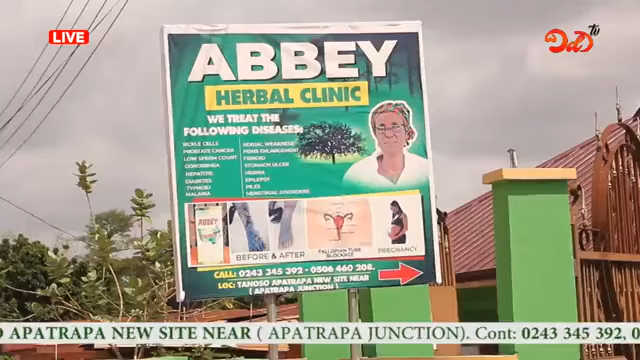 LIVE
tv
ABBEY
HERBAL CLINIC
WE TREAT THE
FOLLOWING DISEASES:
SICKLE CELLS
PROSTATE CANCER
LOW SPERM COUNT
GONORRHEA
HEPATITIS
DIABETES
TYPHOID
MALARIA
SEXUAL WEAKNESS
PENIS ENLARGEMENT
FIBROID
STOMACH ULCER
HERNIA
EPILEPSY
PILES
MENSTRUAL DISORDERS
ABBEY
BEFORE & AFTER
FALLOPIAN TUBE
BLOCKAGE
PREGNANCY
CALL: 0243 345 392 - 0506 460 208.
LOC: TANOSO APATRAPA NEW SITE NEAR
( APATRAPA JUNCTION )
O APATRAPA NEW SITE NEAR ( APATRAPA JUNCTION). Cont: 0243 345 392, 0